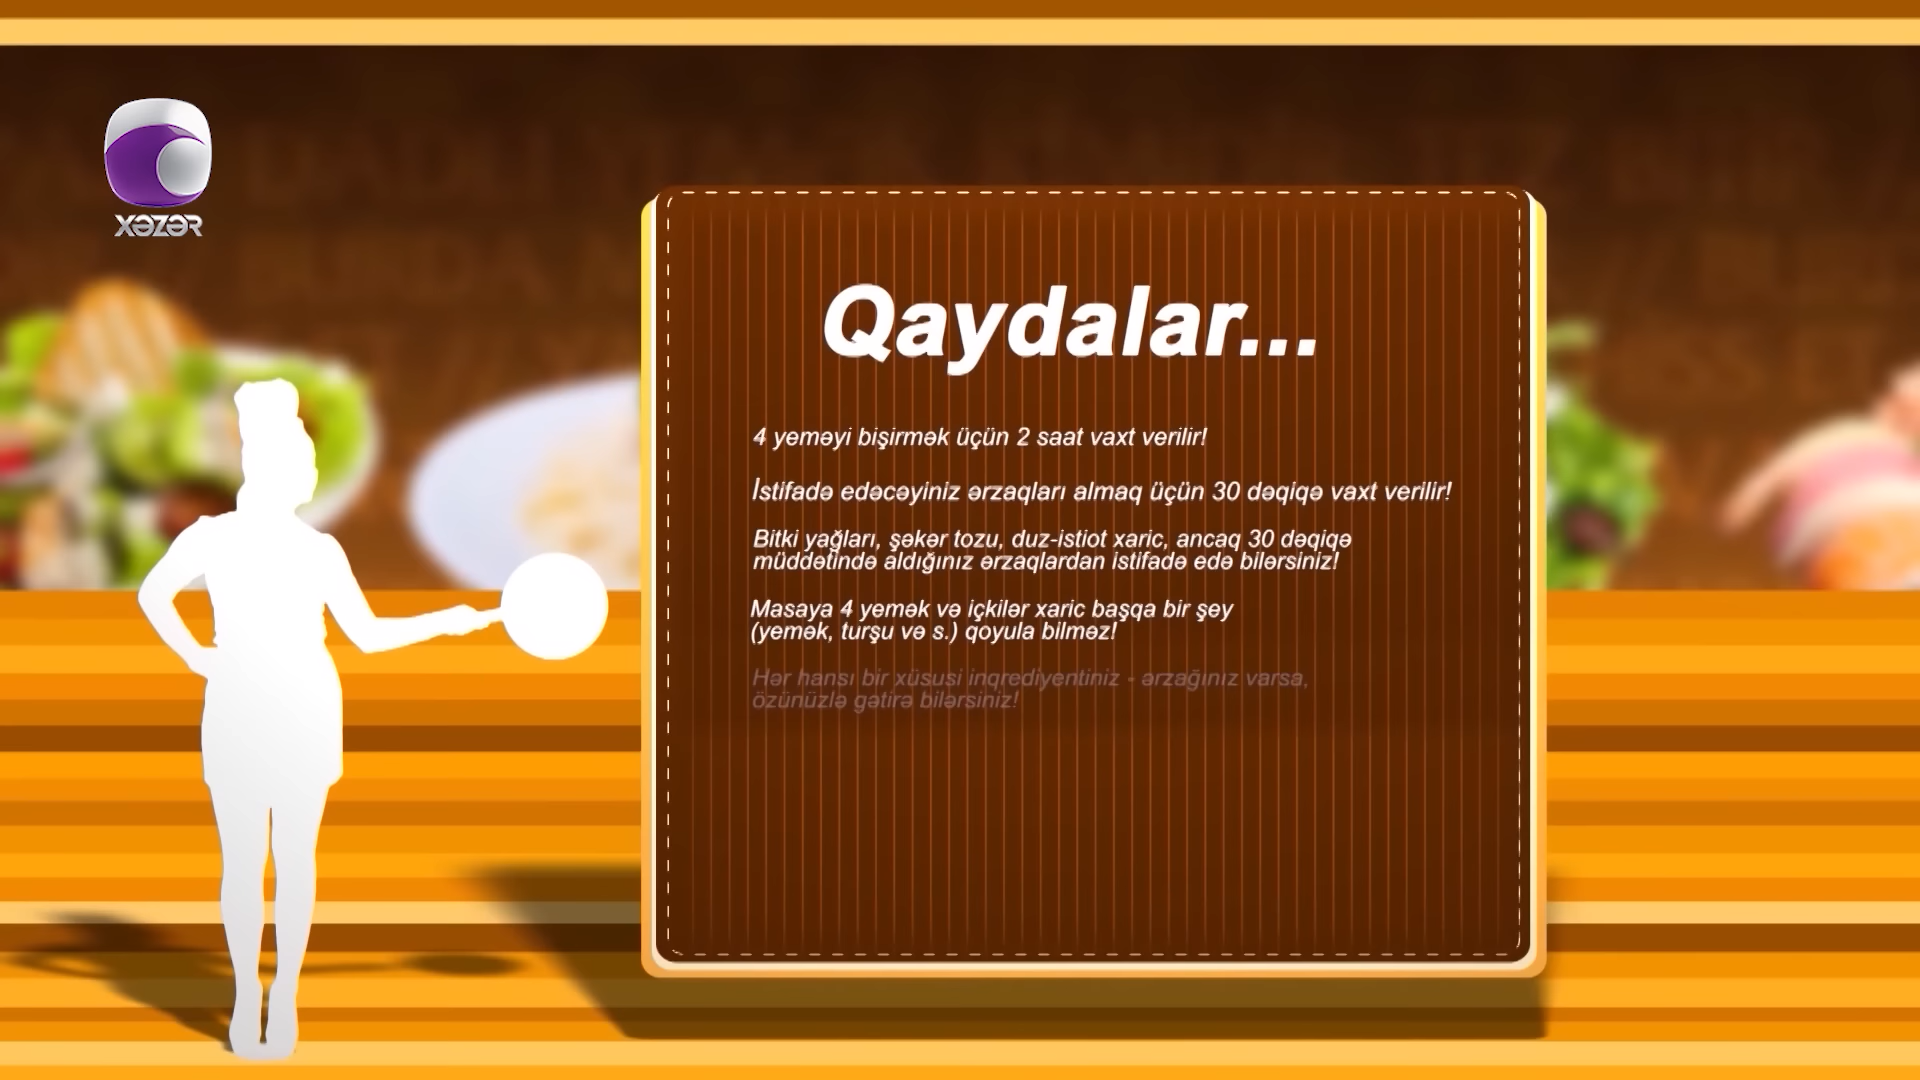 XəZəR
Qaydalar...
4 yeməyi bişirmək üçün 2 saat vaxt verilir!
İstifadə edəcəyiniz ərzaqları almaq üçün 30 dəqiqə vaxt verilir!
Bitki yağları, şəkər tozu, duz-istiot xaric, ancaq 30 dəqiqə
müddətində aldığınız ərzaqlardan istifadə edə bilərsiniz!
Masaya 4 yemək və içkilər xaric başqa bir şey
(yemək, turşu və s.) qoyula bilməz!
Hər hansı bir xüsusi inqrediyentiniz - ərzağınız varsa,
özünüzlə gətirə bilərsiniz!